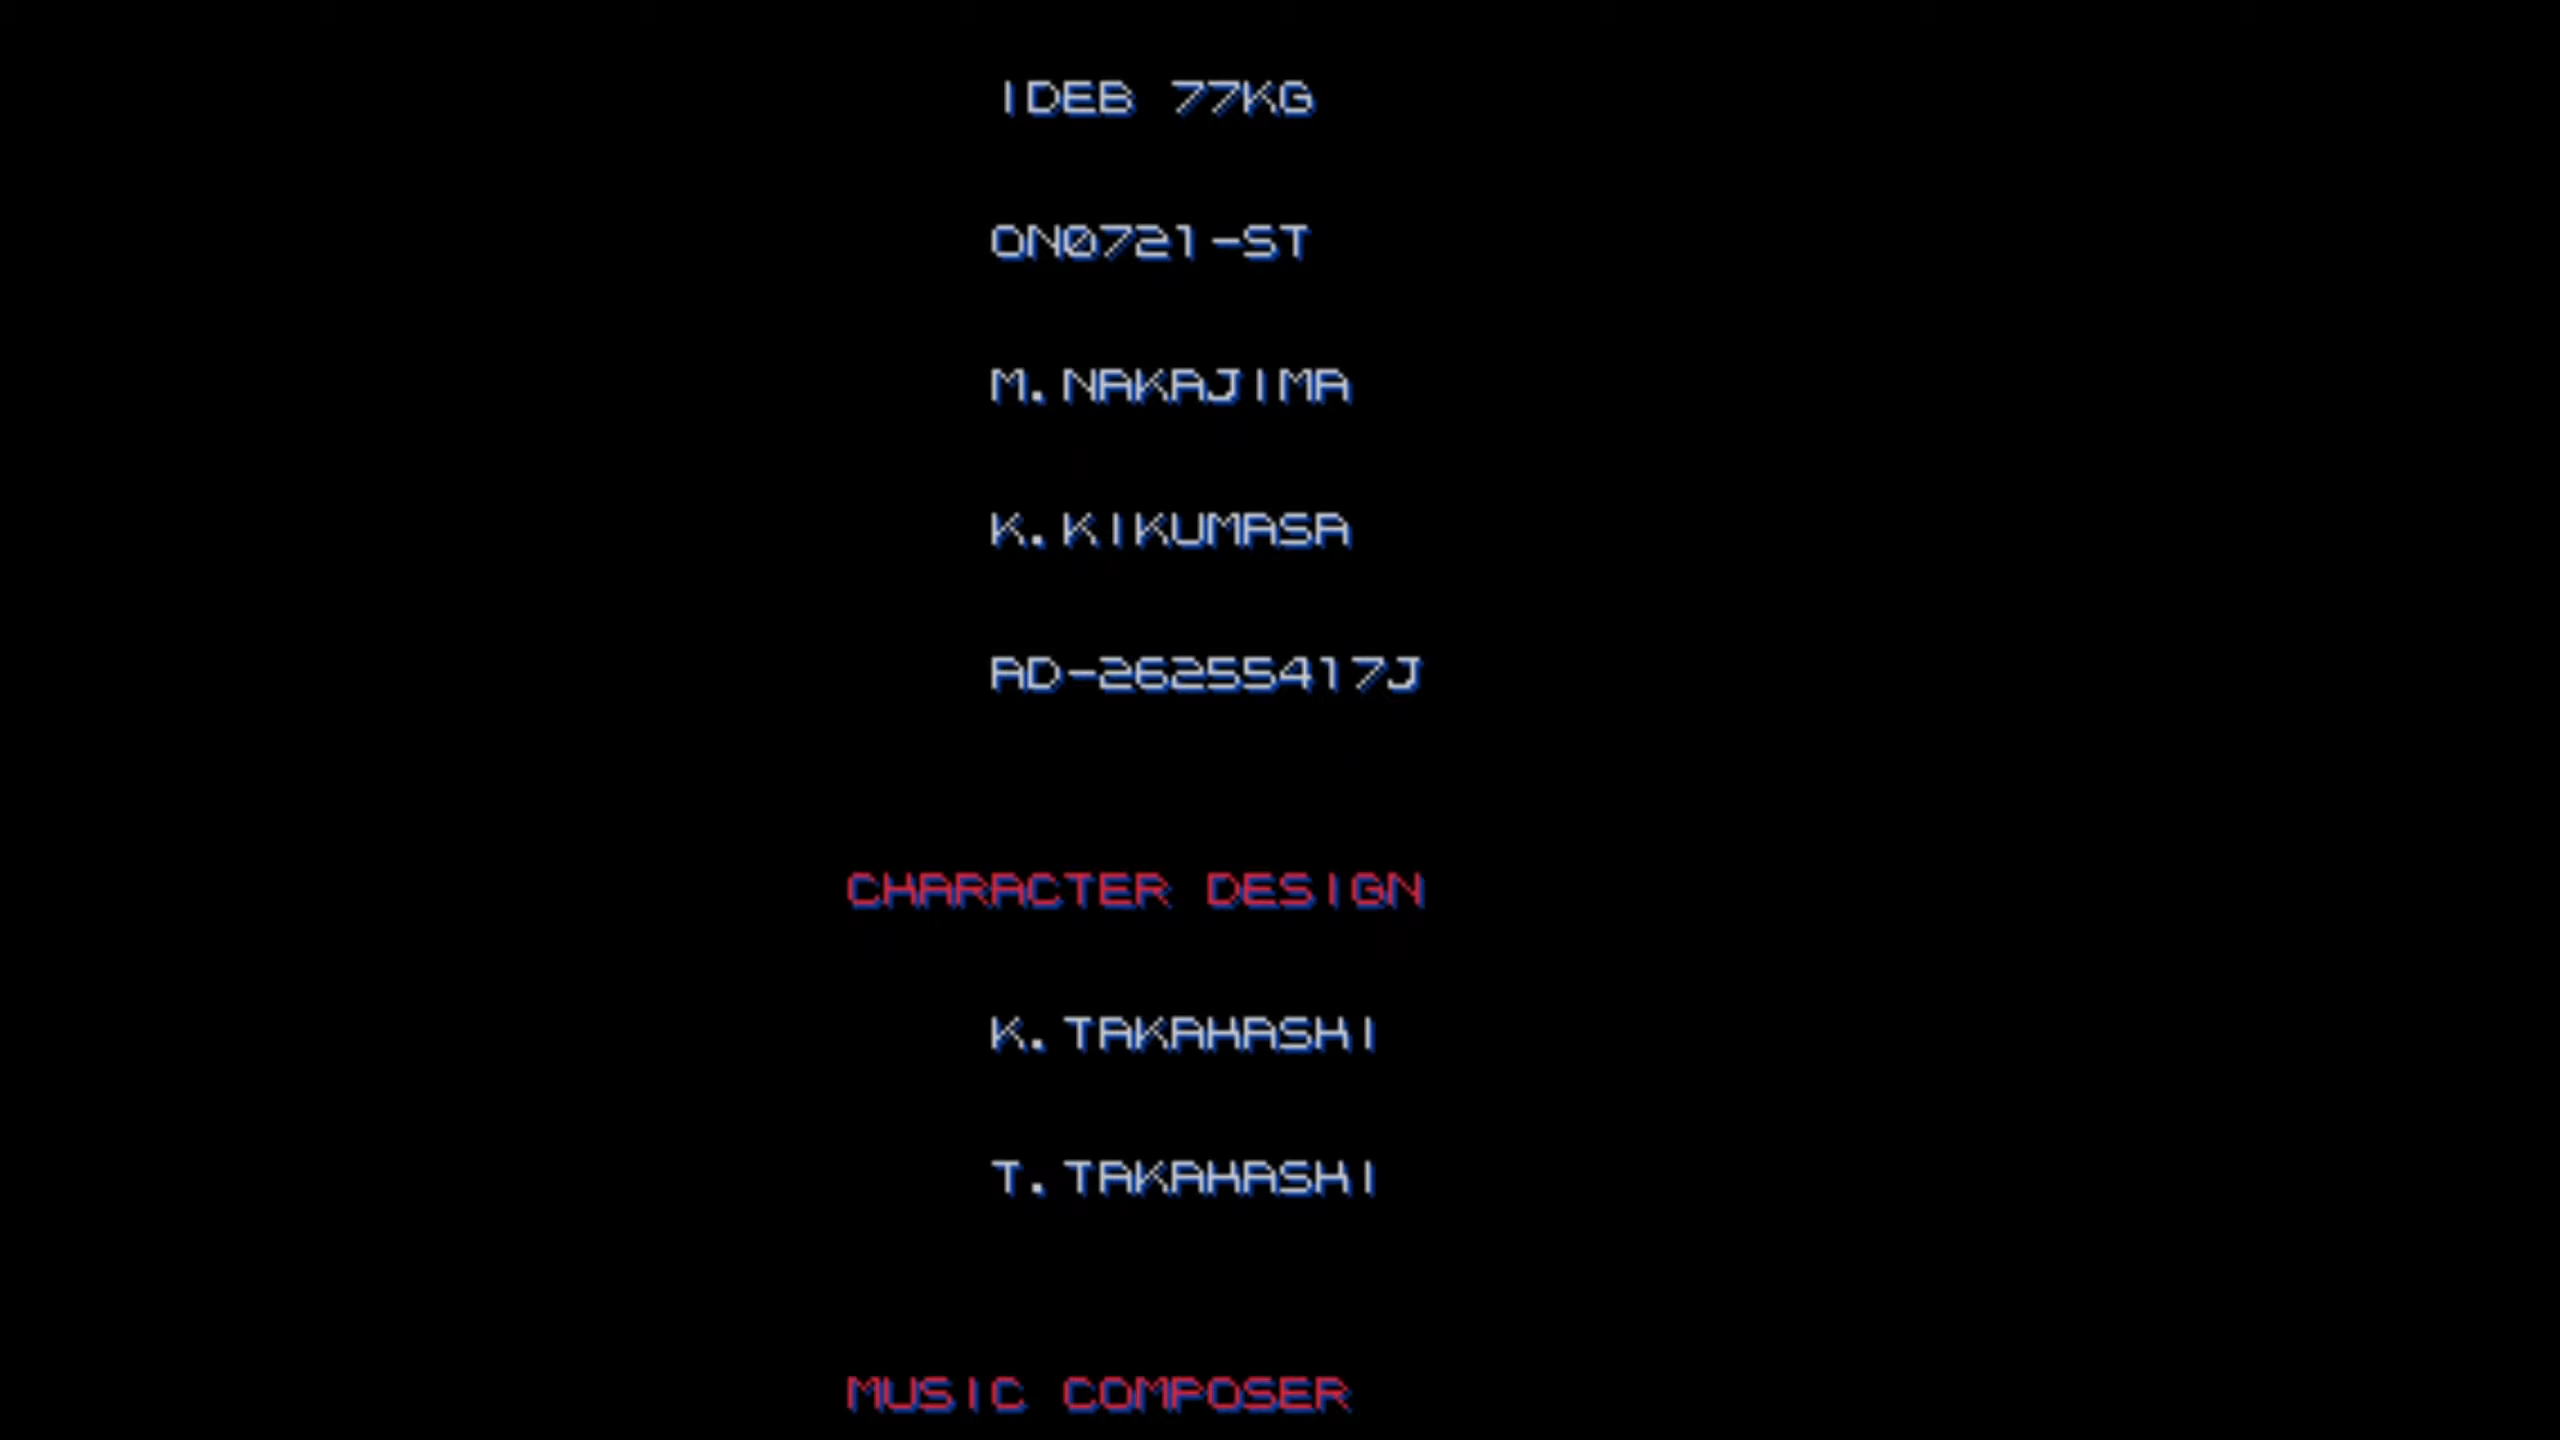 IDEB 77KG
ON0721-ST
M.NAKAJIMA
K.KIKUMASA
AD-26255417J
CHARACTER DESIGN
K.TAKAHASHI
T.TAKAHASHI
MUSIC COMPOSER